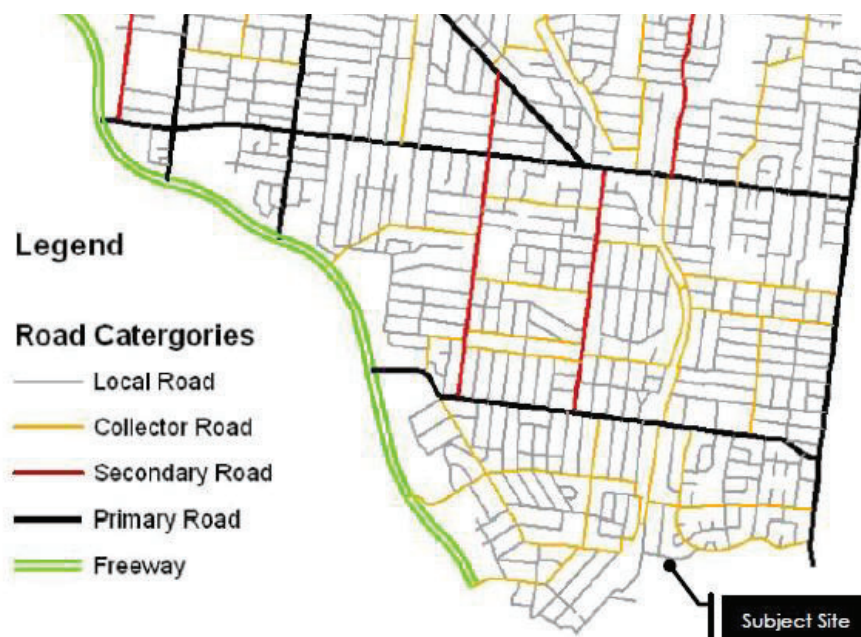 Legend
Road Catergories
Local Road
Collector Road
Secondary Road
Primary Road
Freeway
Subject Site